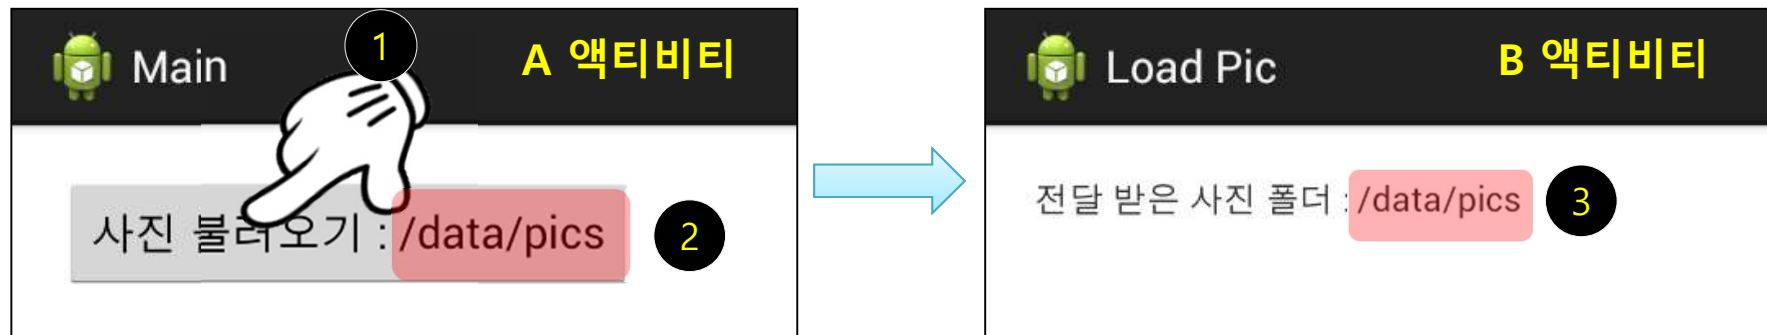 Main
1
A 액티비티
사진 불러오기 : /data/pics
2
Load Pic
B 액티비티
전달 받은 사진 폴더 : /data/pics
3